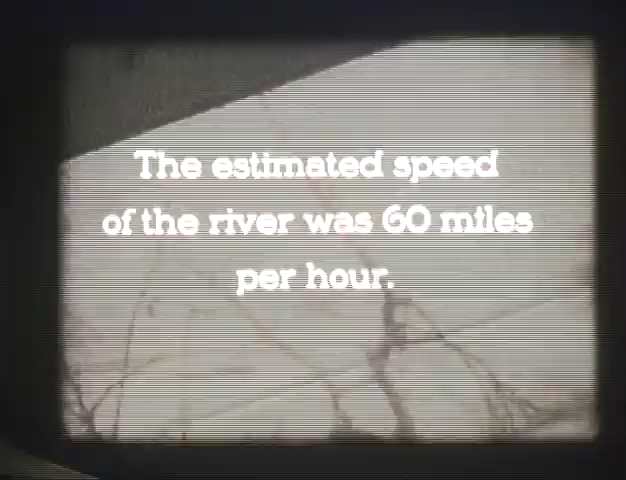 The estimated speed
of the river was 60 miles
per hour.